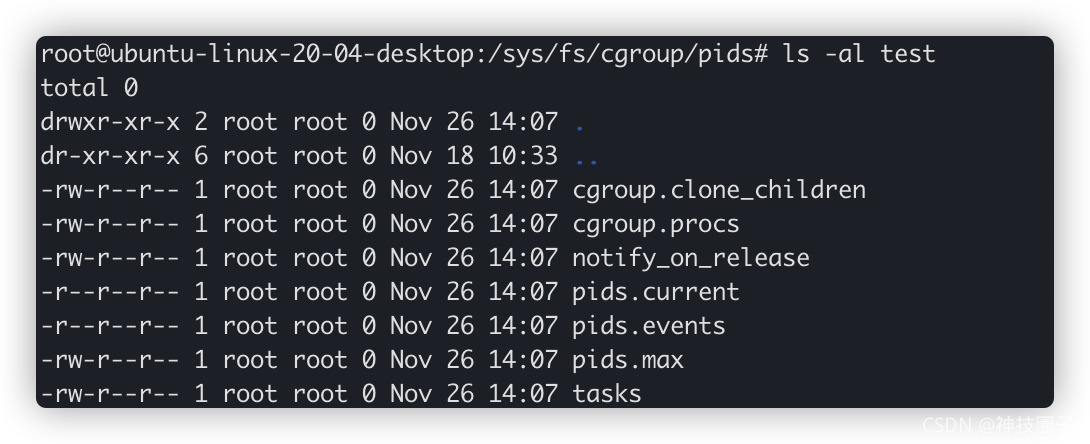 root@ubuntu-linux-20-04-desktop:/sys/fs/cgroup/pids# ls -al test
total 0
drwxr-xr-x 2 root root 0 Nov 26 14:07 .
dr-xr-xr-x 6 root root 0 Nov 18 10:33 ..
-rw-r--r-- 1 root root 0 Nov 26 14:07 cgroup.clone_children
-rw-r--r-- 1 root root 0 Nov 26 14:07 cgroup.procs
-rw-r--r-- 1 root root 0 Nov 26 14:07 notify_on_release
-r--r--r-- 1 root root 0 Nov 26 14:07 pids.current
-r--r--r-- 1 root root 0 Nov 26 14:07 pids.events
-rw-r--r-- 1 root root 0 Nov 26 14:07 pids.max
-rw-r--r-- 1 root root 0 Nov 26 14:07 tasks
CSDN